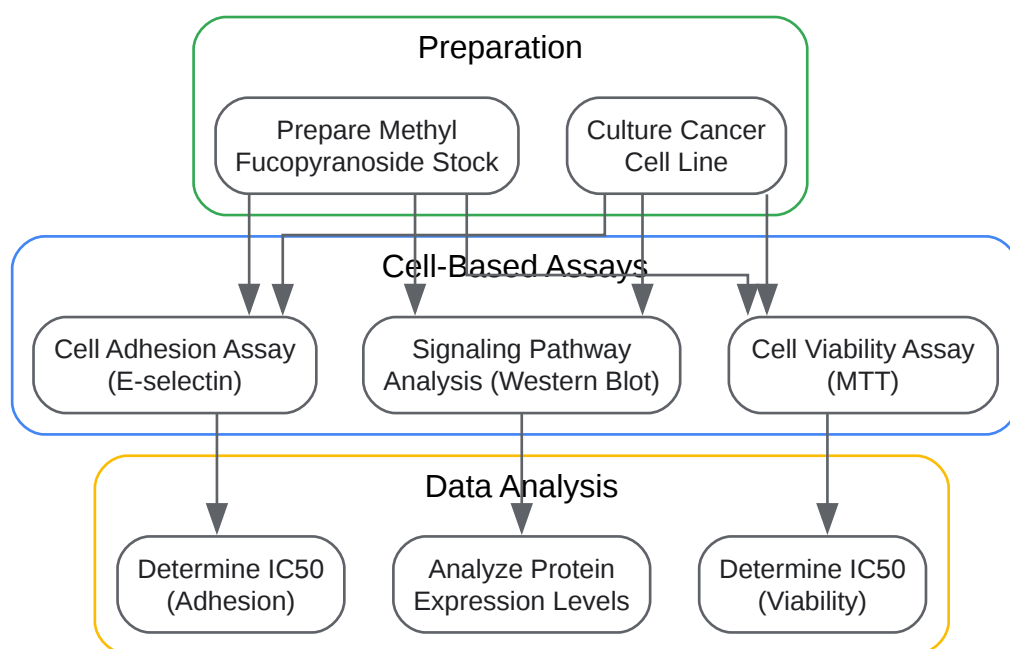 Preparation
Prepare Methyl
Fucopyranoside Stock
Culture Cancer
Cell Line
Cell-Based Assays
Cell Adhesion Assay
(E-selectin)
Signaling Pathway
Analysis (Western Blot)
Cell Viability Assay
(MTT)
Data Analysis
Determine IC50
(Adhesion)
Analyze Protein
Expression Levels
Determine IC50
(Viability)